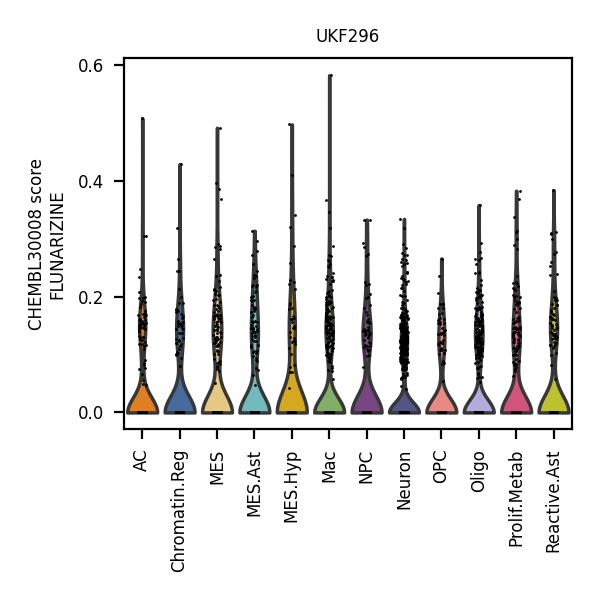 UKF296
CHEMBL30008 score
FLUNARIZINE
0.6
0.4
0.2
0.0
AC
Chromatin.Reg
MES
MES.Ast
MES.Hyp
Mac
NPC
Neuron
OPC
Oligo
Prolif.Metab
Reactive.Ast